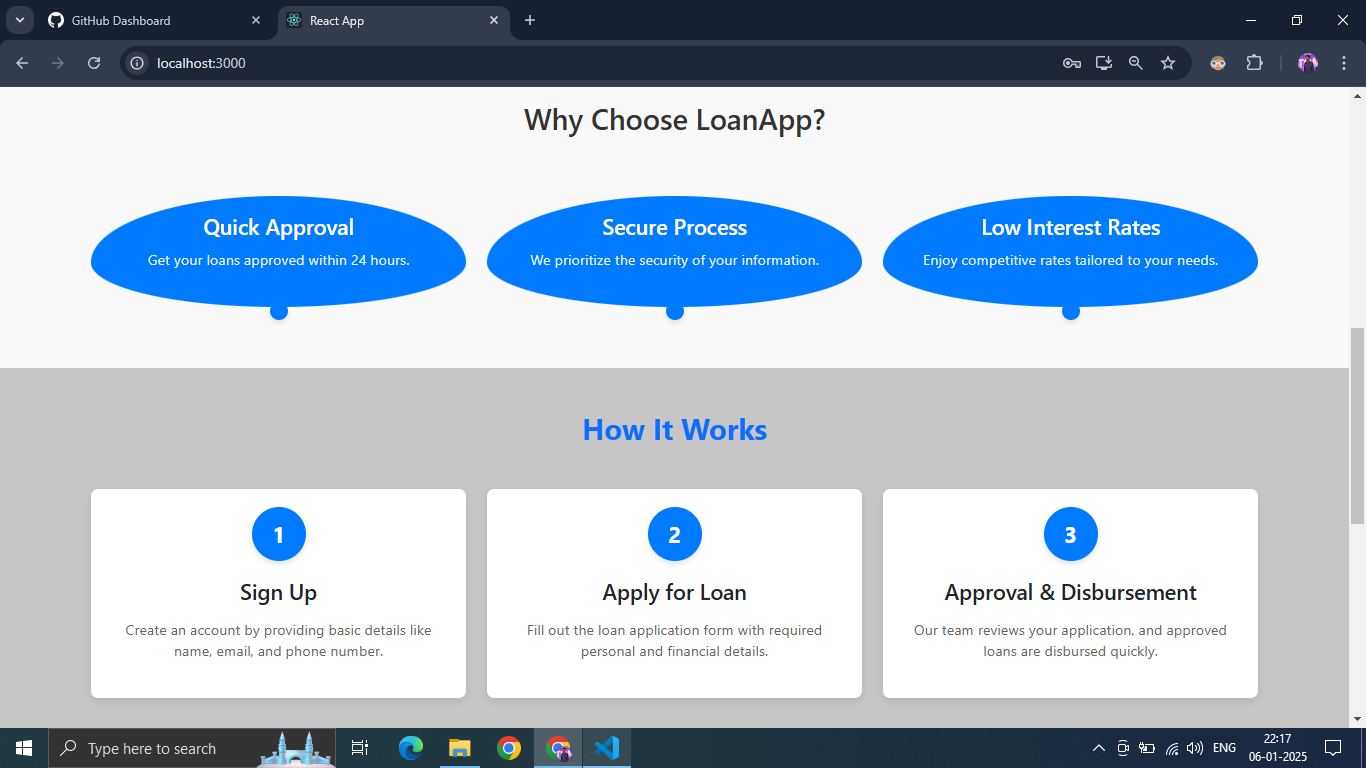 GitHub Dashboard
React App
localhost:3000
Why Choose LoanApp?
Quick Approval
Get your loans approved within 24 hours.
Secure Process
We prioritize the security of your information.
Low Interest Rates
Enjoy competitive rates tailored to your needs.
How It Works
1
Sign Up
Create an account by providing basic details like
name, email, and phone number.
2
Apply for Loan
Fill out the loan application form with required
personal and financial details.
3
Approval & Disbursement
Our team reviews your application, and approved
loans are disbursed quickly.
Type here to search
ENG
22:17
06-01-2025